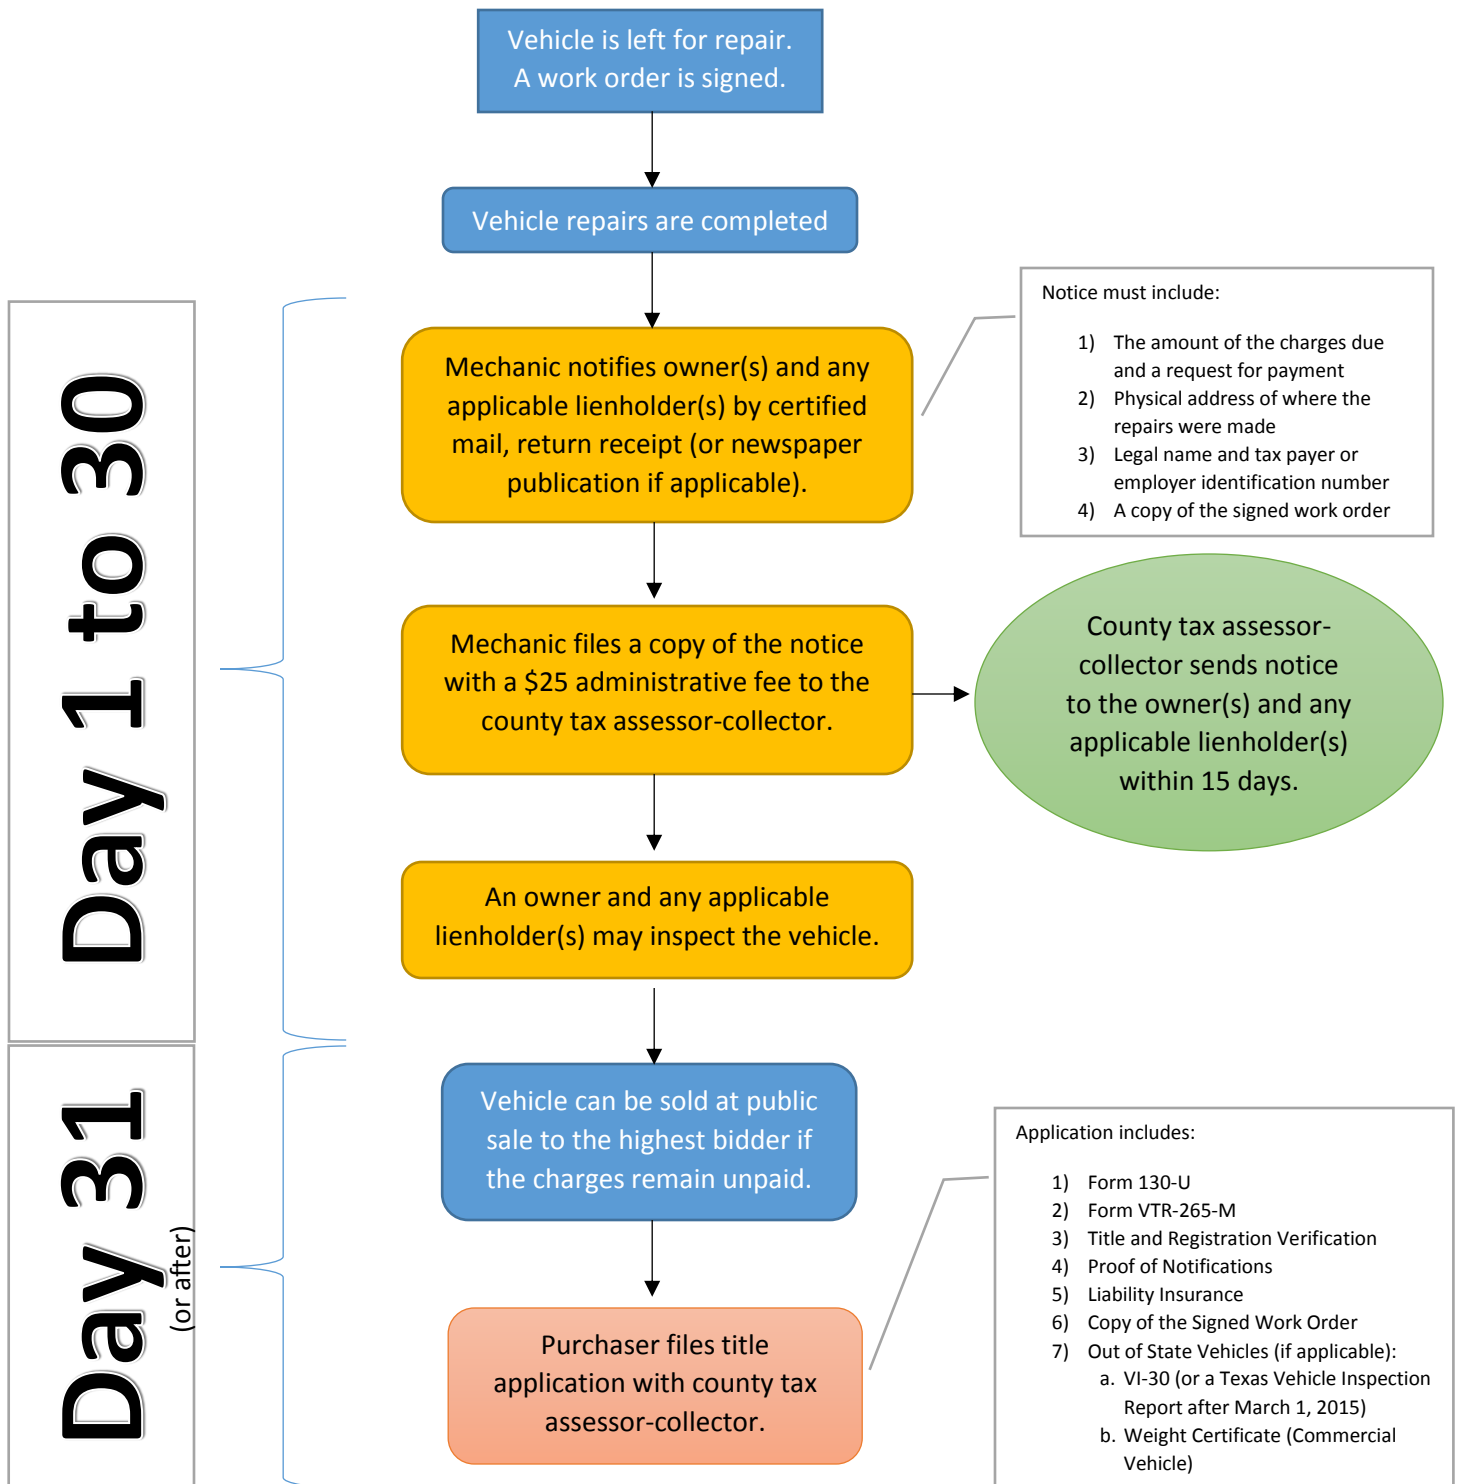 Vehicle is left for repair.
A work order is signed.
Vehicle repairs are completed
Day 1 to 30
Mechanic notifies owner(s) and any
applicable lienholder(s) by certified
mail, return receipt (or newspaper
publication if applicable).
Notice must include:
1) The amount of the charges due
and a request for payment
2) Physical address of where the
repairs were made
3) Legal name and tax payer or
employer identification number
4) A copy of the signed work order
Mechanic files a copy of the notice
with a $25 administrative fee to the
county tax assessor-collector.
County tax assessor-
collector sends notice
to the owner(s) and any
applicable lienholder(s)
within 15 days.
An owner and any applicable
lienholder(s) may inspect the vehicle.
Day 31
(or after)
Vehicle can be sold at public
sale to the highest bidder if
the charges remain unpaid.
Purchaser files title
application with county tax
assessor-collector.
Application includes:
1) Form 130-U
2) Form VTR-265-M
3) Title and Registration Verification
4) Proof of Notifications
5) Liability Insurance
6) Copy of the Signed Work Order
7) Out of State Vehicles (if applicable):
a. VI-30 (or a Texas Vehicle Inspection
Report after March 1, 2015)
b. Weight Certificate (Commercial
Vehicle)